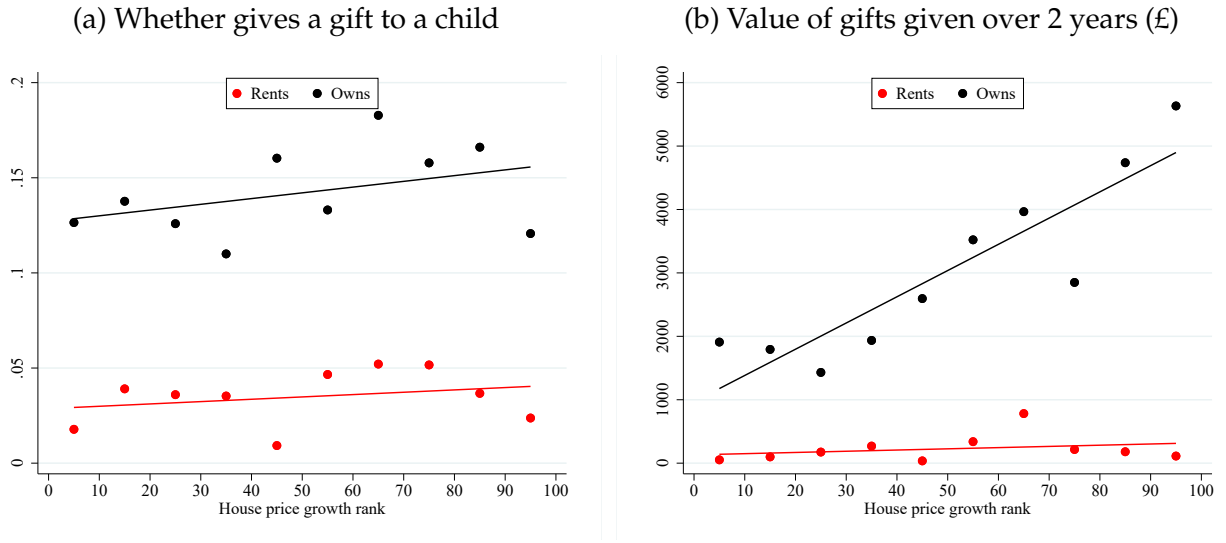 (a) Whether gives a gift to a child
Rents Owns
.2
.15
.1
.05
0
0 10 20 30 40 50 60 70 80 90 100
House price growth rank
(b) Value of gifts given over 2 years (£)
Rents Owns
6000
5000
4000
3000
2000
1000
0
0 10 20 30 40 50 60 70 80 90 100
House price growth rank